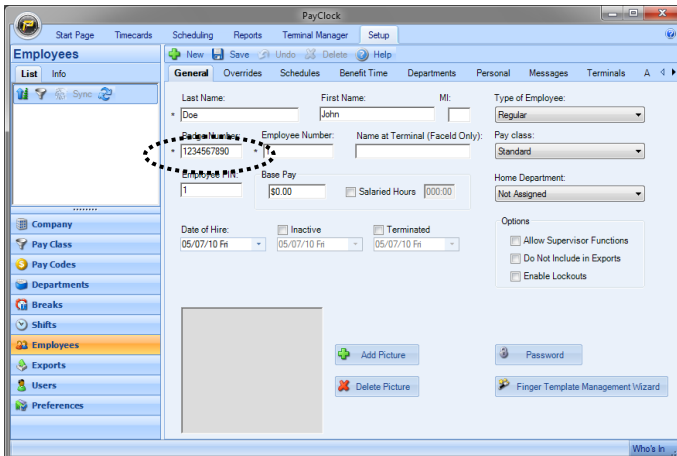 PayClock
Start Page Timecards Scheduling Reports Terminal Manager Setup
Employees
New Save Undo Delete Help
List Info
General Overrides Schedules Benefit Time Departments Personal Messages Terminals A
Sync
Last Name: First Name: MI: Type of Employee:
* Doe John Regular
Badge Number: Employee Number: Name at Terminal (FaceId Only): Pay class:
* 1234567890 * Standard
Employee PIN: Base Pay Home Department:
1 $0.00 Salaried Hours 000:00 Not Assigned
Company
Options
Date of Hire: Inactive Terminated
Pay Class
Allow Supervisor Functions
05/07/10 Fri 05/07/10 Fri 05/07/10 Fri
Pay Codes
Do Not Include in Exports
Departments
Enable Lockouts
Breaks
Shifts
Employees
Add Picture Password
Exports
Users
Delete Picture Finger Template Management Wizard
Preferences
Who's In